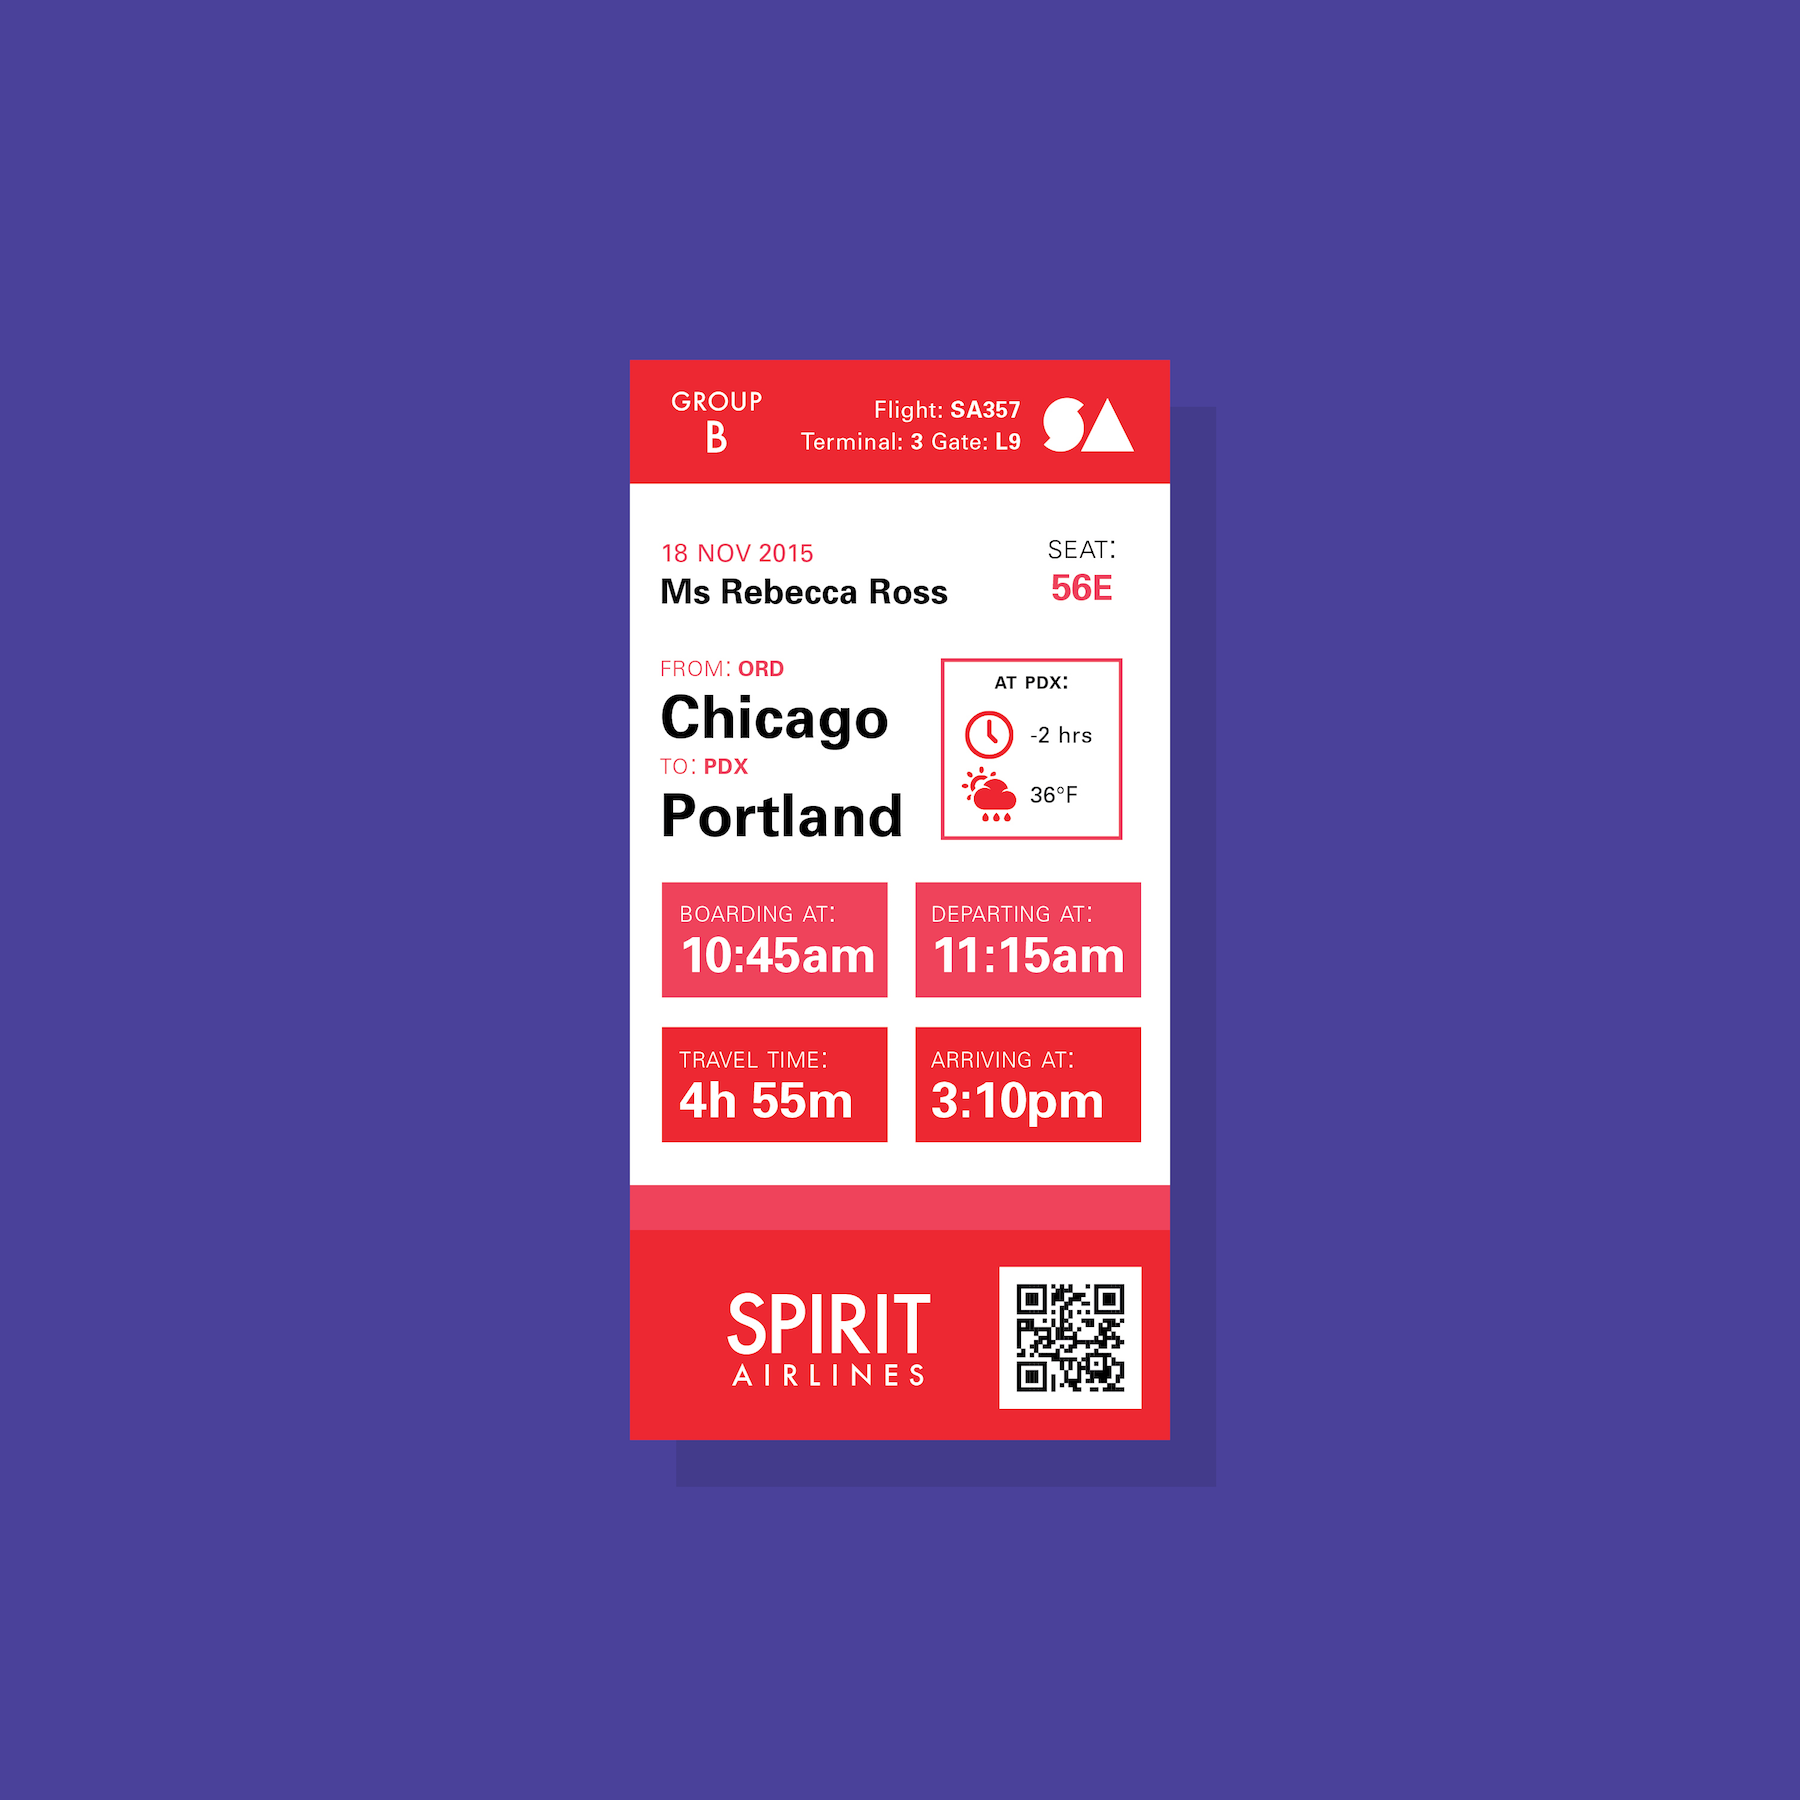 GROUP
B
Flight: SA357
Terminal: 3 Gate: L9
SA
18 NOV 2015
Ms Rebecca Ross
SEAT:
56E
FROM: ORD
Chicago
TO: PDX
Portland
AT PDX:
-2 hrs
36°F
BOARDING AT:
10:45am
DEPARTING AT:
11:15am
TRAVEL TIME:
4h 55m
ARRIVING AT:
3:10pm
SPIRIT
AIRLINES